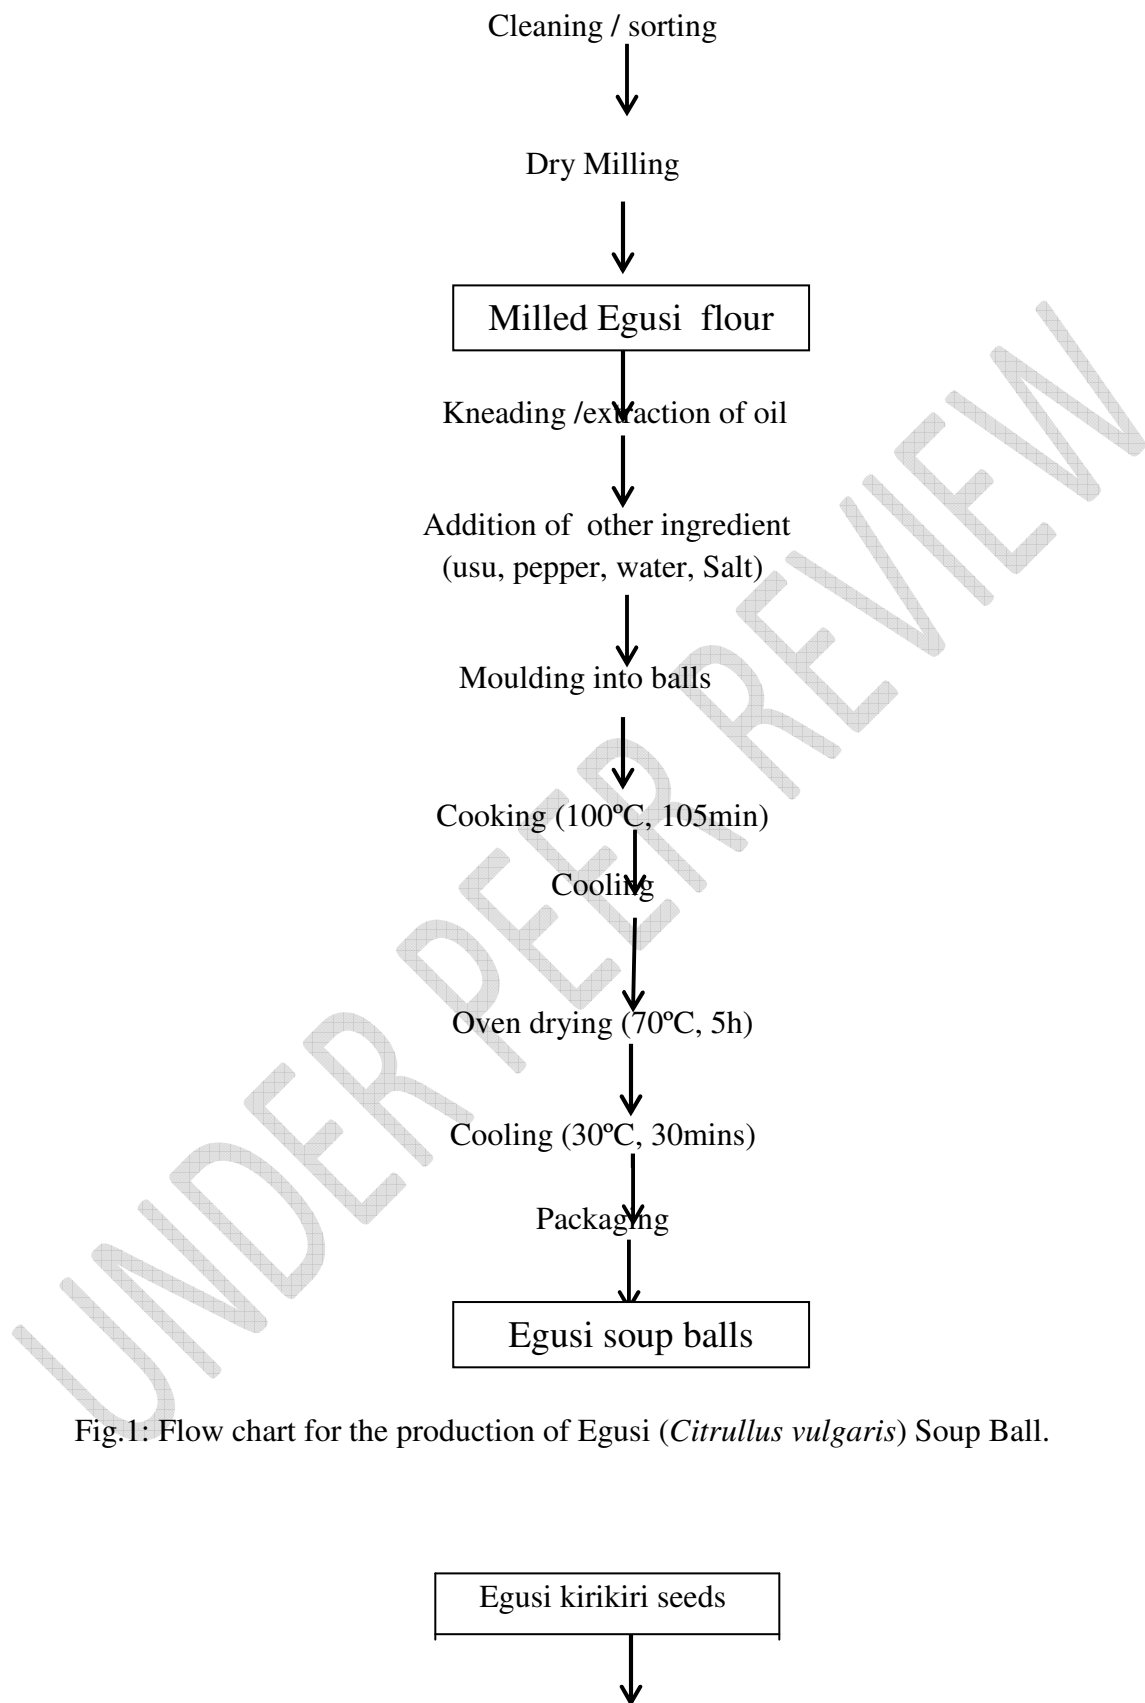 Cleaning / sorting
Dry Milling
Milled Egusi  flour
Kneading /extraction of oil
Addition of  other ingredient
(usu, pepper, water, Salt)
Moulding into balls
Cooking (100ºC, 105min)
Cooling
Oven drying (70ºC, 5h)
Cooling (30ºC, 30mins)
Packaging
Egusi soup balls
Fig.1: Flow chart for the production of Egusi (Citrullus vulgaris) Soup Ball.
Egusi kirikiri seeds
UNDER PEER REVIEW